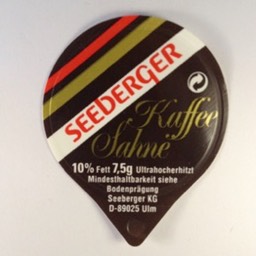 SEEBERGER
Kaffee
Sahne
10% Fett 7,5g Ultrahocherhitzt
Mindesthaltbarkeit siehe
Bodenprägung
Seeberger KG
D-89025 Ulm